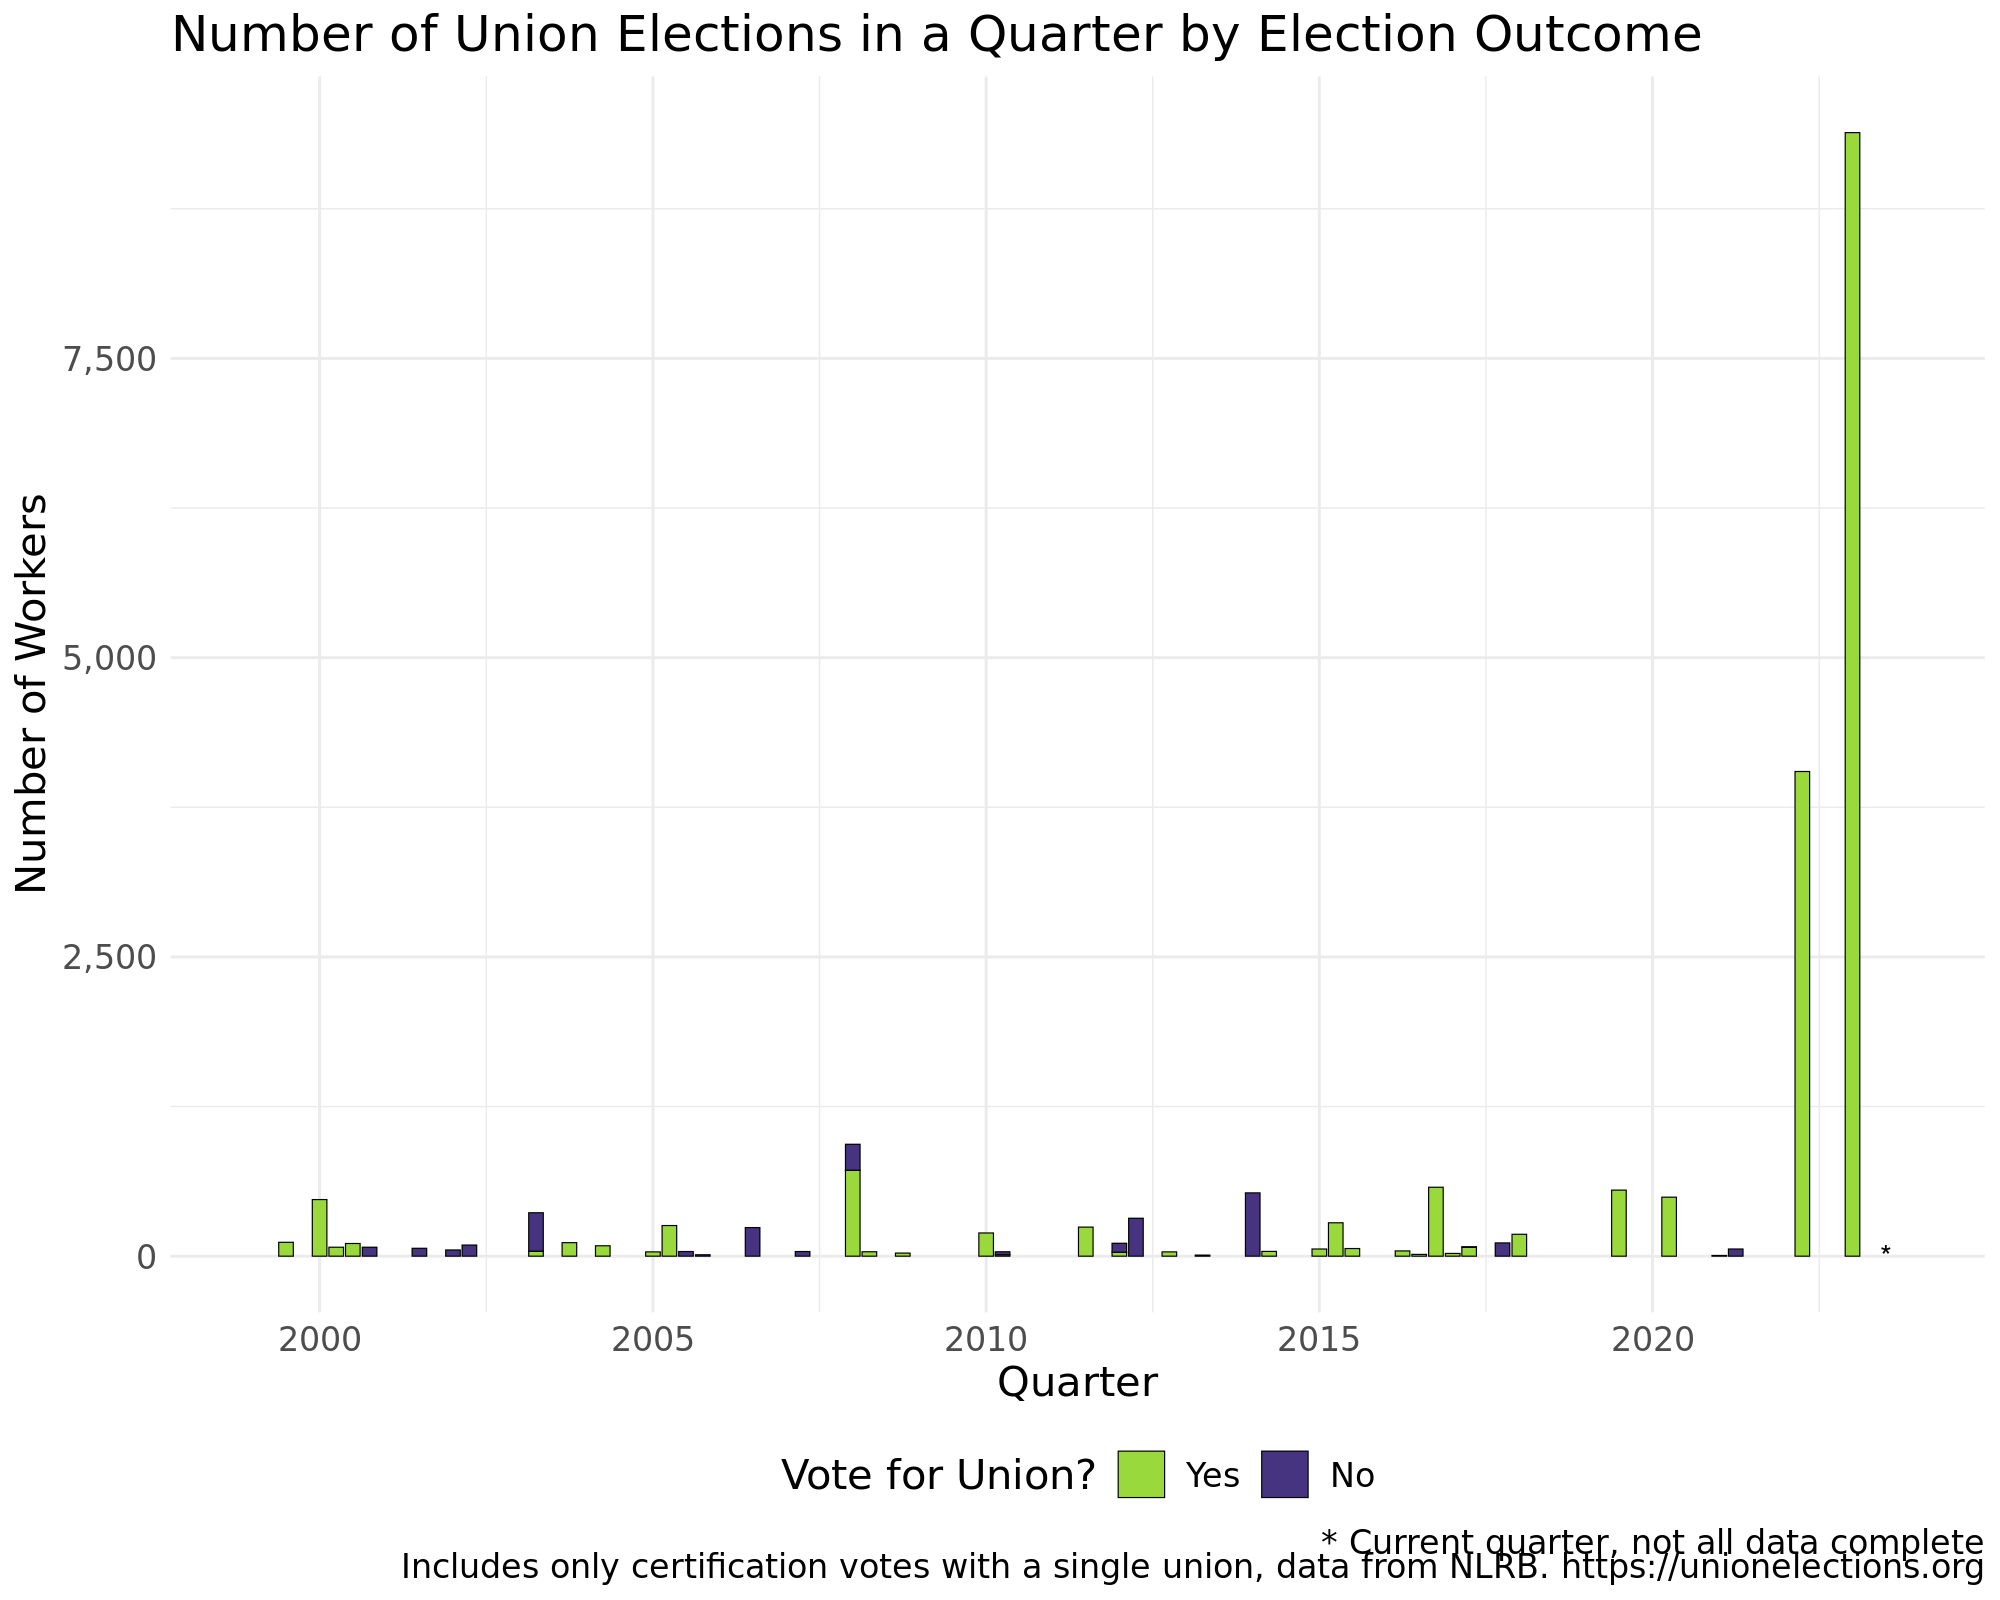 Number of Union Elections in a Quarter by Election Outcome
Number of Workers
7,500
5,000
2,500
0
*
2000 2005 2010 2015 2020
Quarter
Vote for Union? Yes No
* Current quarter, not all data complete
Includes only certification votes with a single union, data from NLRB. https://unionelections.org